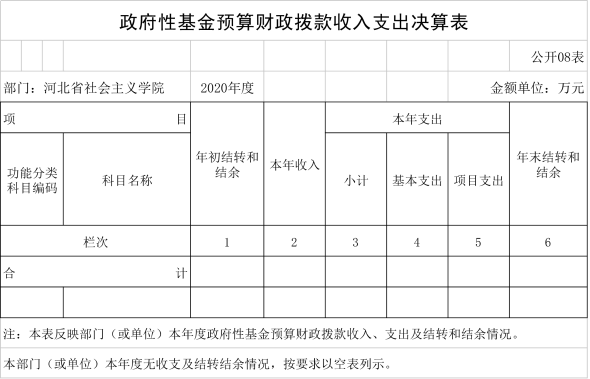 政府性基金预算财政拨款收入支出决算表
公开08表
部门：河北省社会主义学院 2020年度 金额单位：万元
项 目 年初结转和结余 本年收入 本年支出 年末结转和结余
功能分类科目编码 科目名称 小计 基本支出 项目支出
栏次 1 2 3 4 5 6
合 计
注：本表反映部门（或单位）本年度政府性基金预算财政拨款收入、支出及结转和结余情况。
本部门（或单位）本年度无收支及结转结余情况，按要求以空表列示。